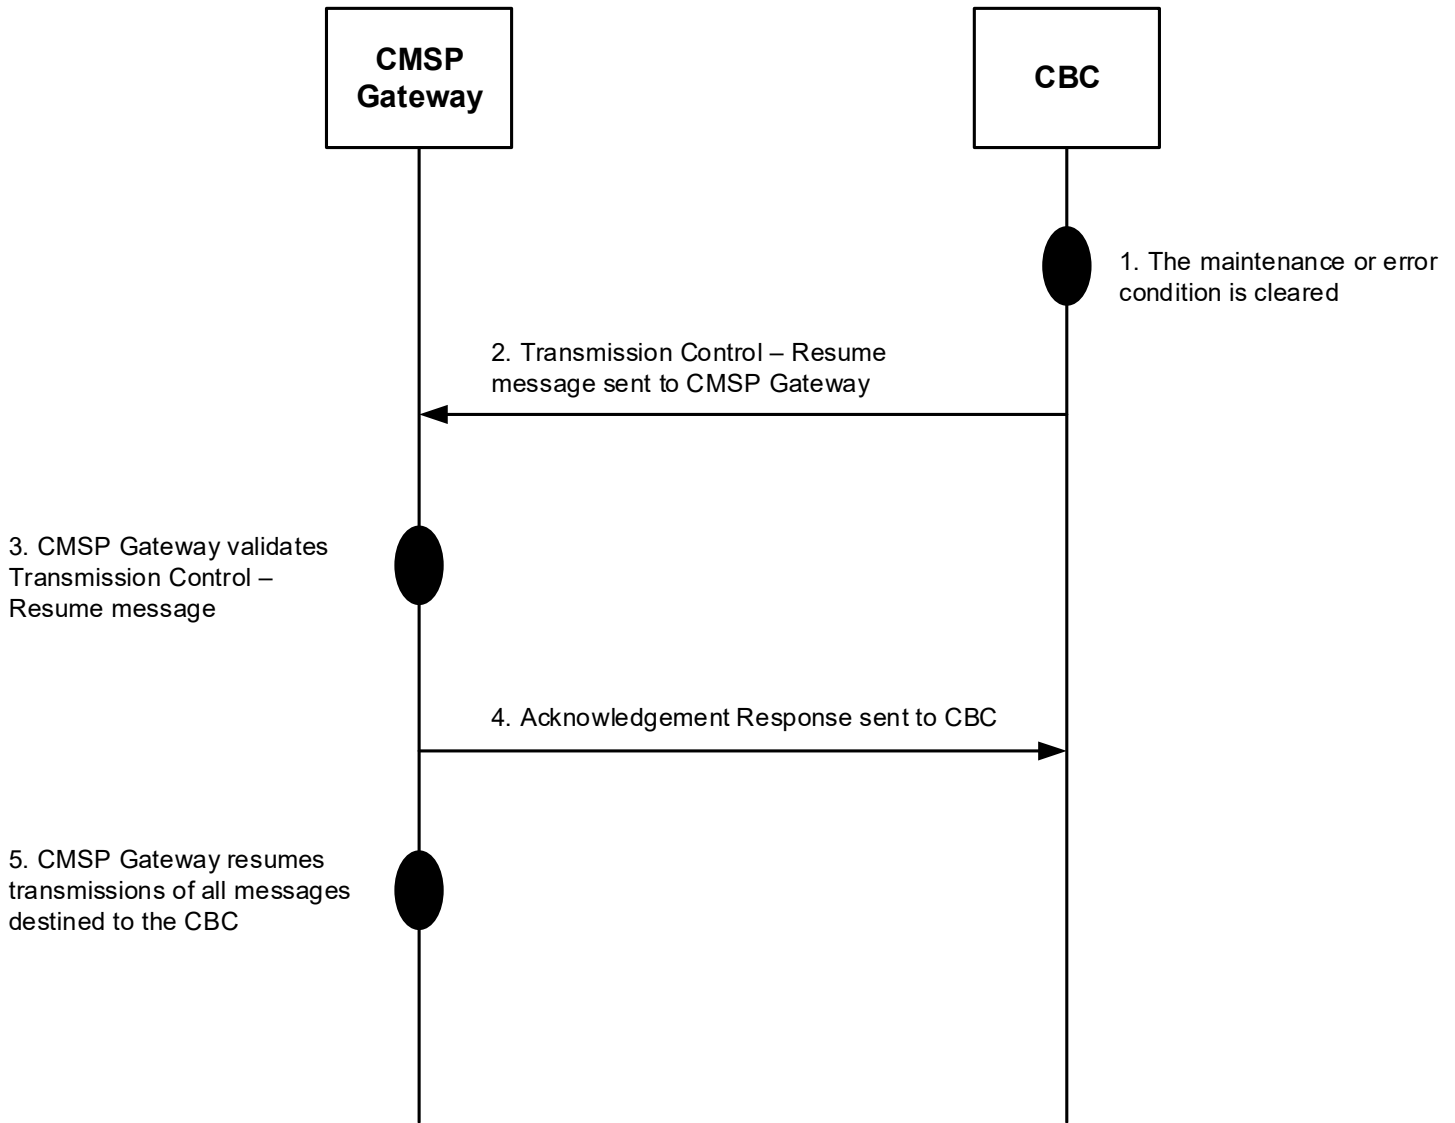 CMSP
Gateway
CBC
1. The maintenance or error
condition is cleared
2. Transmission Control – Resume
message sent to CMSP Gateway
3. CMSP Gateway validates
Transmission Control –
Resume message
4. Acknowledgement Response sent to CBC
5. CMSP Gateway resumes
transmissions of all messages
destined to the CBC